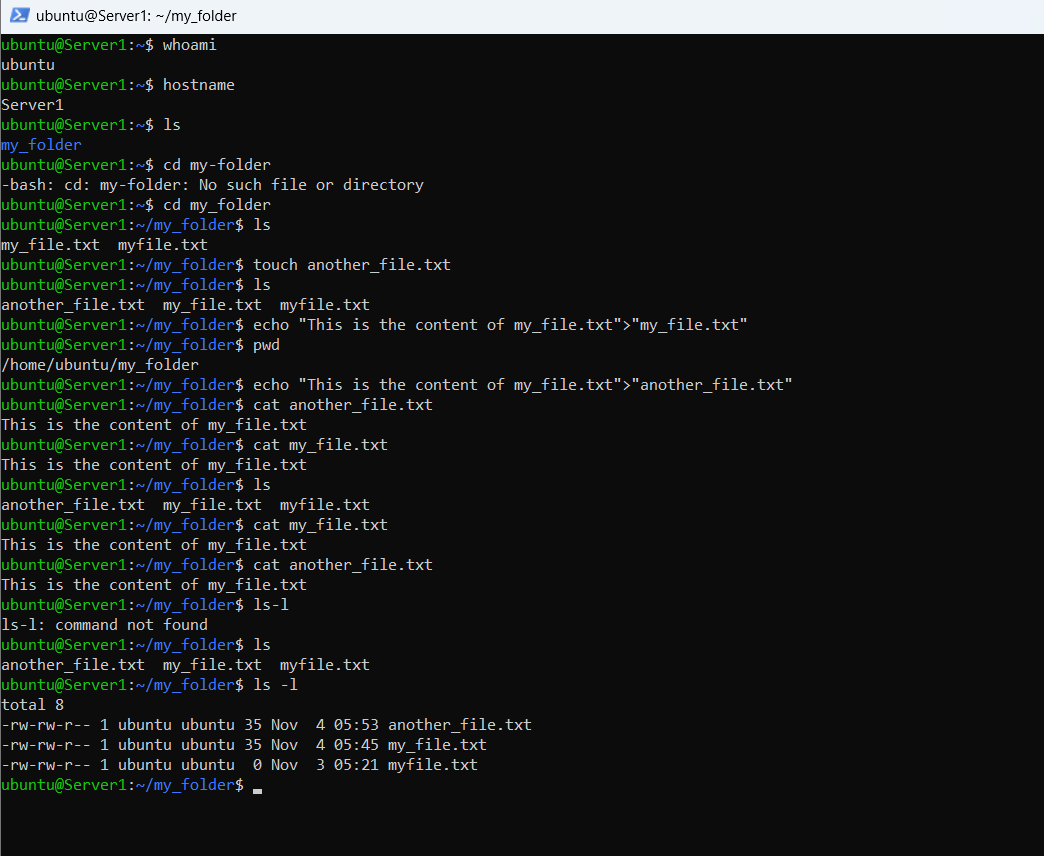 ubuntu@Server1: ~/my_folder
ubuntu@Server1:~$ whoami
ubuntu
ubuntu@Server1:~$ hostname
Server1
ubuntu@Server1:~$ ls
my_folder
ubuntu@Server1:~$ cd my-folder
-bash: cd: my-folder: No such file or directory
ubuntu@Server1:~$ cd my_folder
ubuntu@Server1:~/my_folder$ ls
my_file.txt  myfile.txt
ubuntu@Server1:~/my_folder$ touch another_file.txt
ubuntu@Server1:~/my_folder$ ls
another_file.txt  my_file.txt  myfile.txt
ubuntu@Server1:~/my_folder$ echo "This is the content of my_file.txt">"my_file.txt"
ubuntu@Server1:~/my_folder$ pwd
/home/ubuntu/my_folder
ubuntu@Server1:~/my_folder$ echo "This is the content of my_file.txt">"another_file.txt"
ubuntu@Server1:~/my_folder$ cat another_file.txt
This is the content of my_file.txt
ubuntu@Server1:~/my_folder$ cat my_file.txt
This is the content of my_file.txt
ubuntu@Server1:~/my_folder$ ls
another_file.txt  my_file.txt  myfile.txt
ubuntu@Server1:~/my_folder$ cat my_file.txt
This is the content of my_file.txt
ubuntu@Server1:~/my_folder$ cat another_file.txt
This is the content of my_file.txt
ubuntu@Server1:~/my_folder$ ls-l
ls-l: command not found
ubuntu@Server1:~/my_folder$ ls
another_file.txt  my_file.txt  myfile.txt
ubuntu@Server1:~/my_folder$ ls -l
total 8
-rw-rw-r-- 1 ubuntu ubuntu 35 Nov  4 05:53 another_file.txt
-rw-rw-r-- 1 ubuntu ubuntu 35 Nov  4 05:45 my_file.txt
-rw-rw-r-- 1 ubuntu ubuntu  0 Nov  3 05:21 myfile.txt
ubuntu@Server1:~/my_folder$